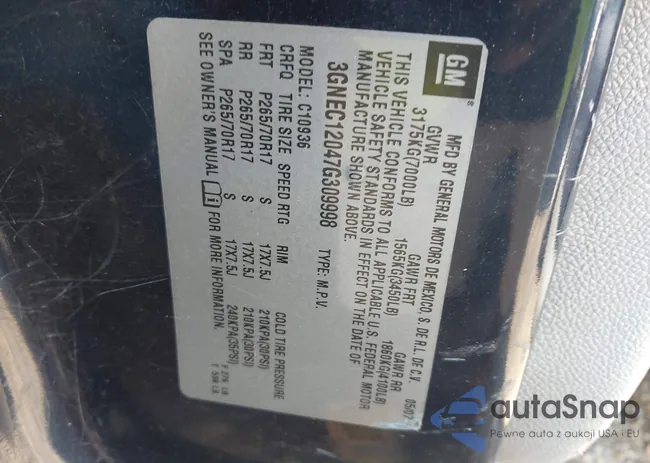 GM
MFD BY GENERAL MOTORS DE MEXICO, S. DE R.L. DE C.V. 05/07
GVWR GAWR FRT GAWR RR
3175KG(7000LB) 1565KG(3450LB) 1860KG(4100LB)
THIS VEHICLE CONFORMS TO ALL APPLICABLE U.S. FEDERAL MOTOR
VEHICLE SAFETY STANDARDS IN EFFECT ON THE DATE OF
MANUFACTURE SHOWN ABOVE.
3GNEC12047G309998 TYPE: M.P.V.
MODEL: C10936
CRFQ TIRE SIZE SPEED RTG RIM COLD TIRE PRESSURE
FRT P265/70R17 S 17X7.5J 210KPA(30PSI)
RR P265/70R17 S 17X7.5J 210KPA(30PSI)
SPA P265/70R17 S 17X7.5J 240KPA(35PSI)
SEE OWNER'S MANUAL FOR MORE INFORMATION.
autaSnap
Pewne auta z aukcji USA i EU